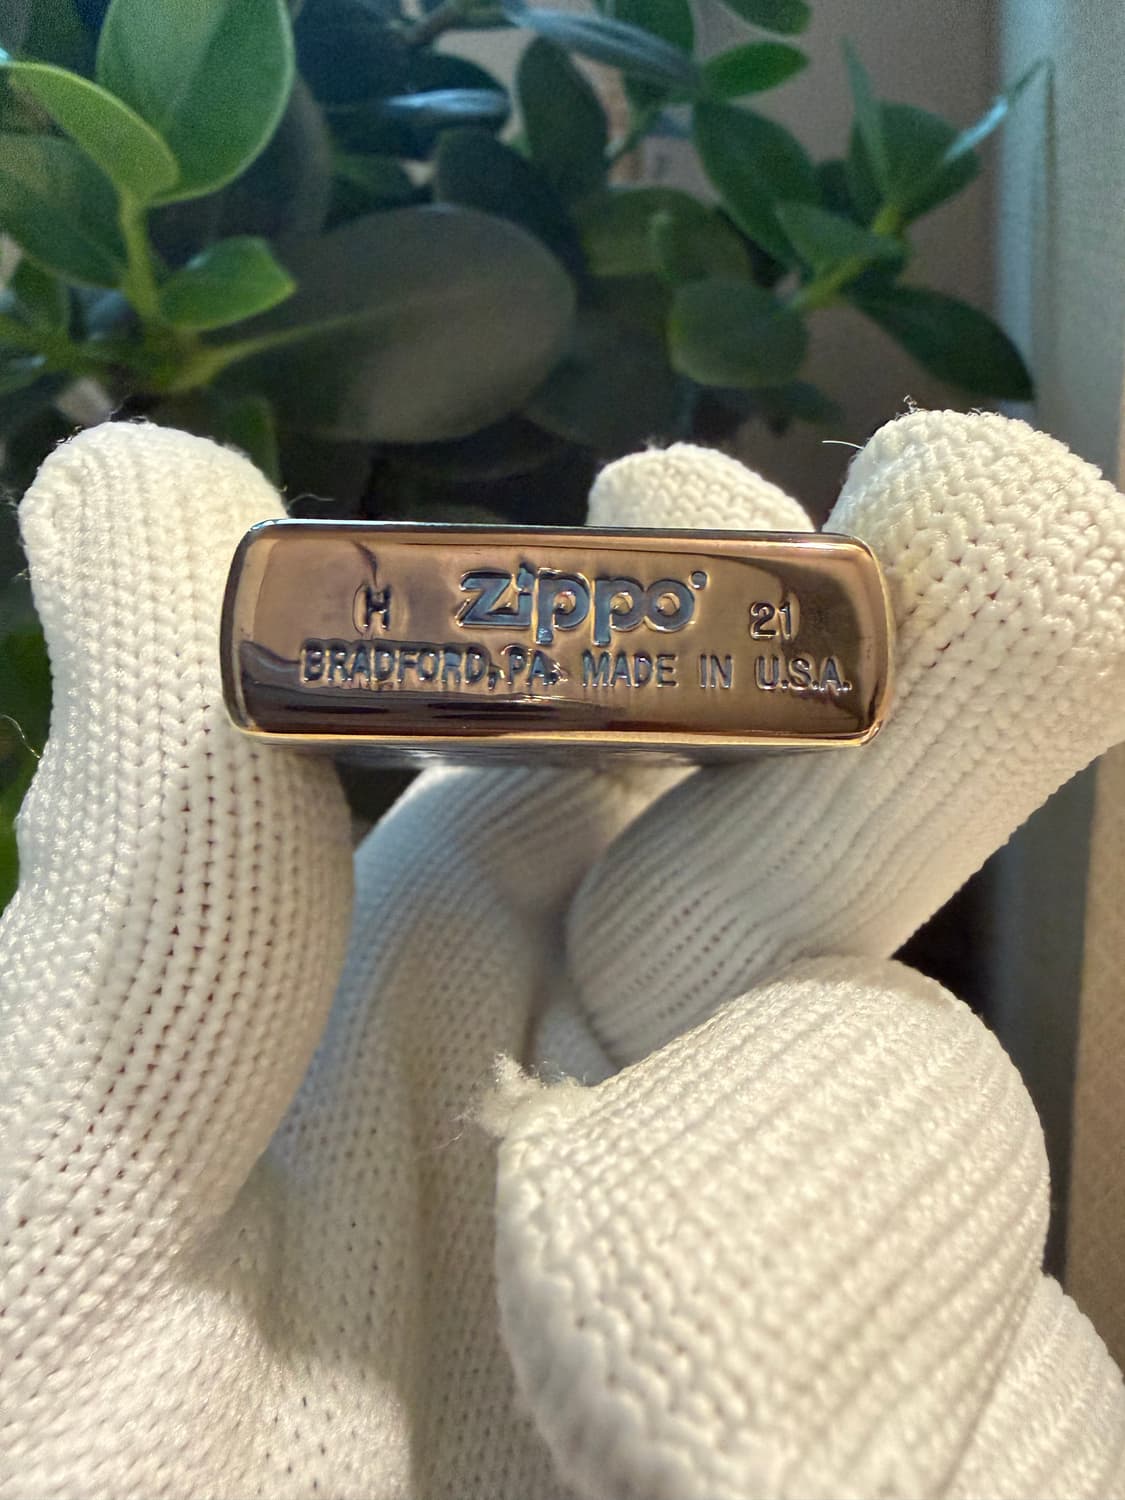 H zippo 21
BRADFORD, PA. MADE IN U.S.A.